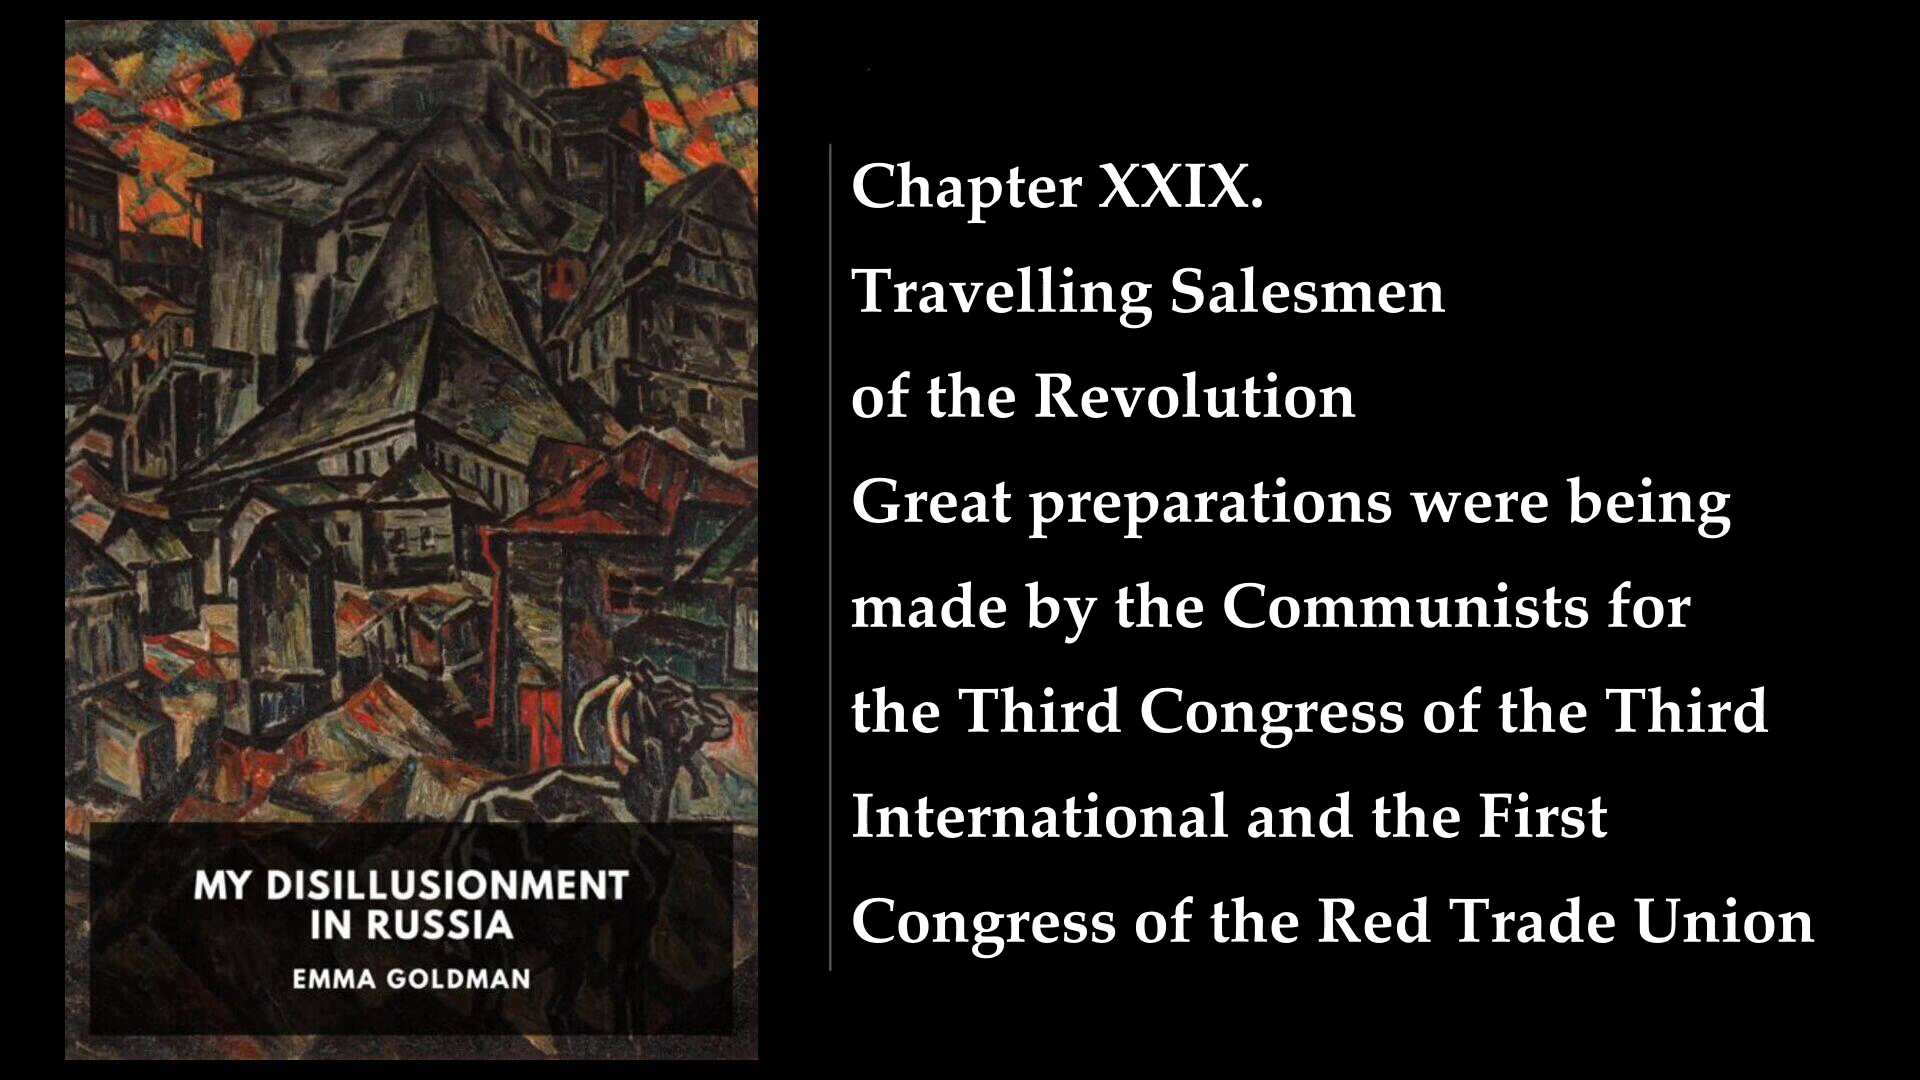 MY DISILLUSIONMENT
IN RUSSIA
EMMA GOLDMAN
Chapter XXIX.
Travelling Salesmen
of the Revolution
Great preparations were being
made by the Communists for
the Third Congress of the Third
International and the First
Congress of the Red Trade Union